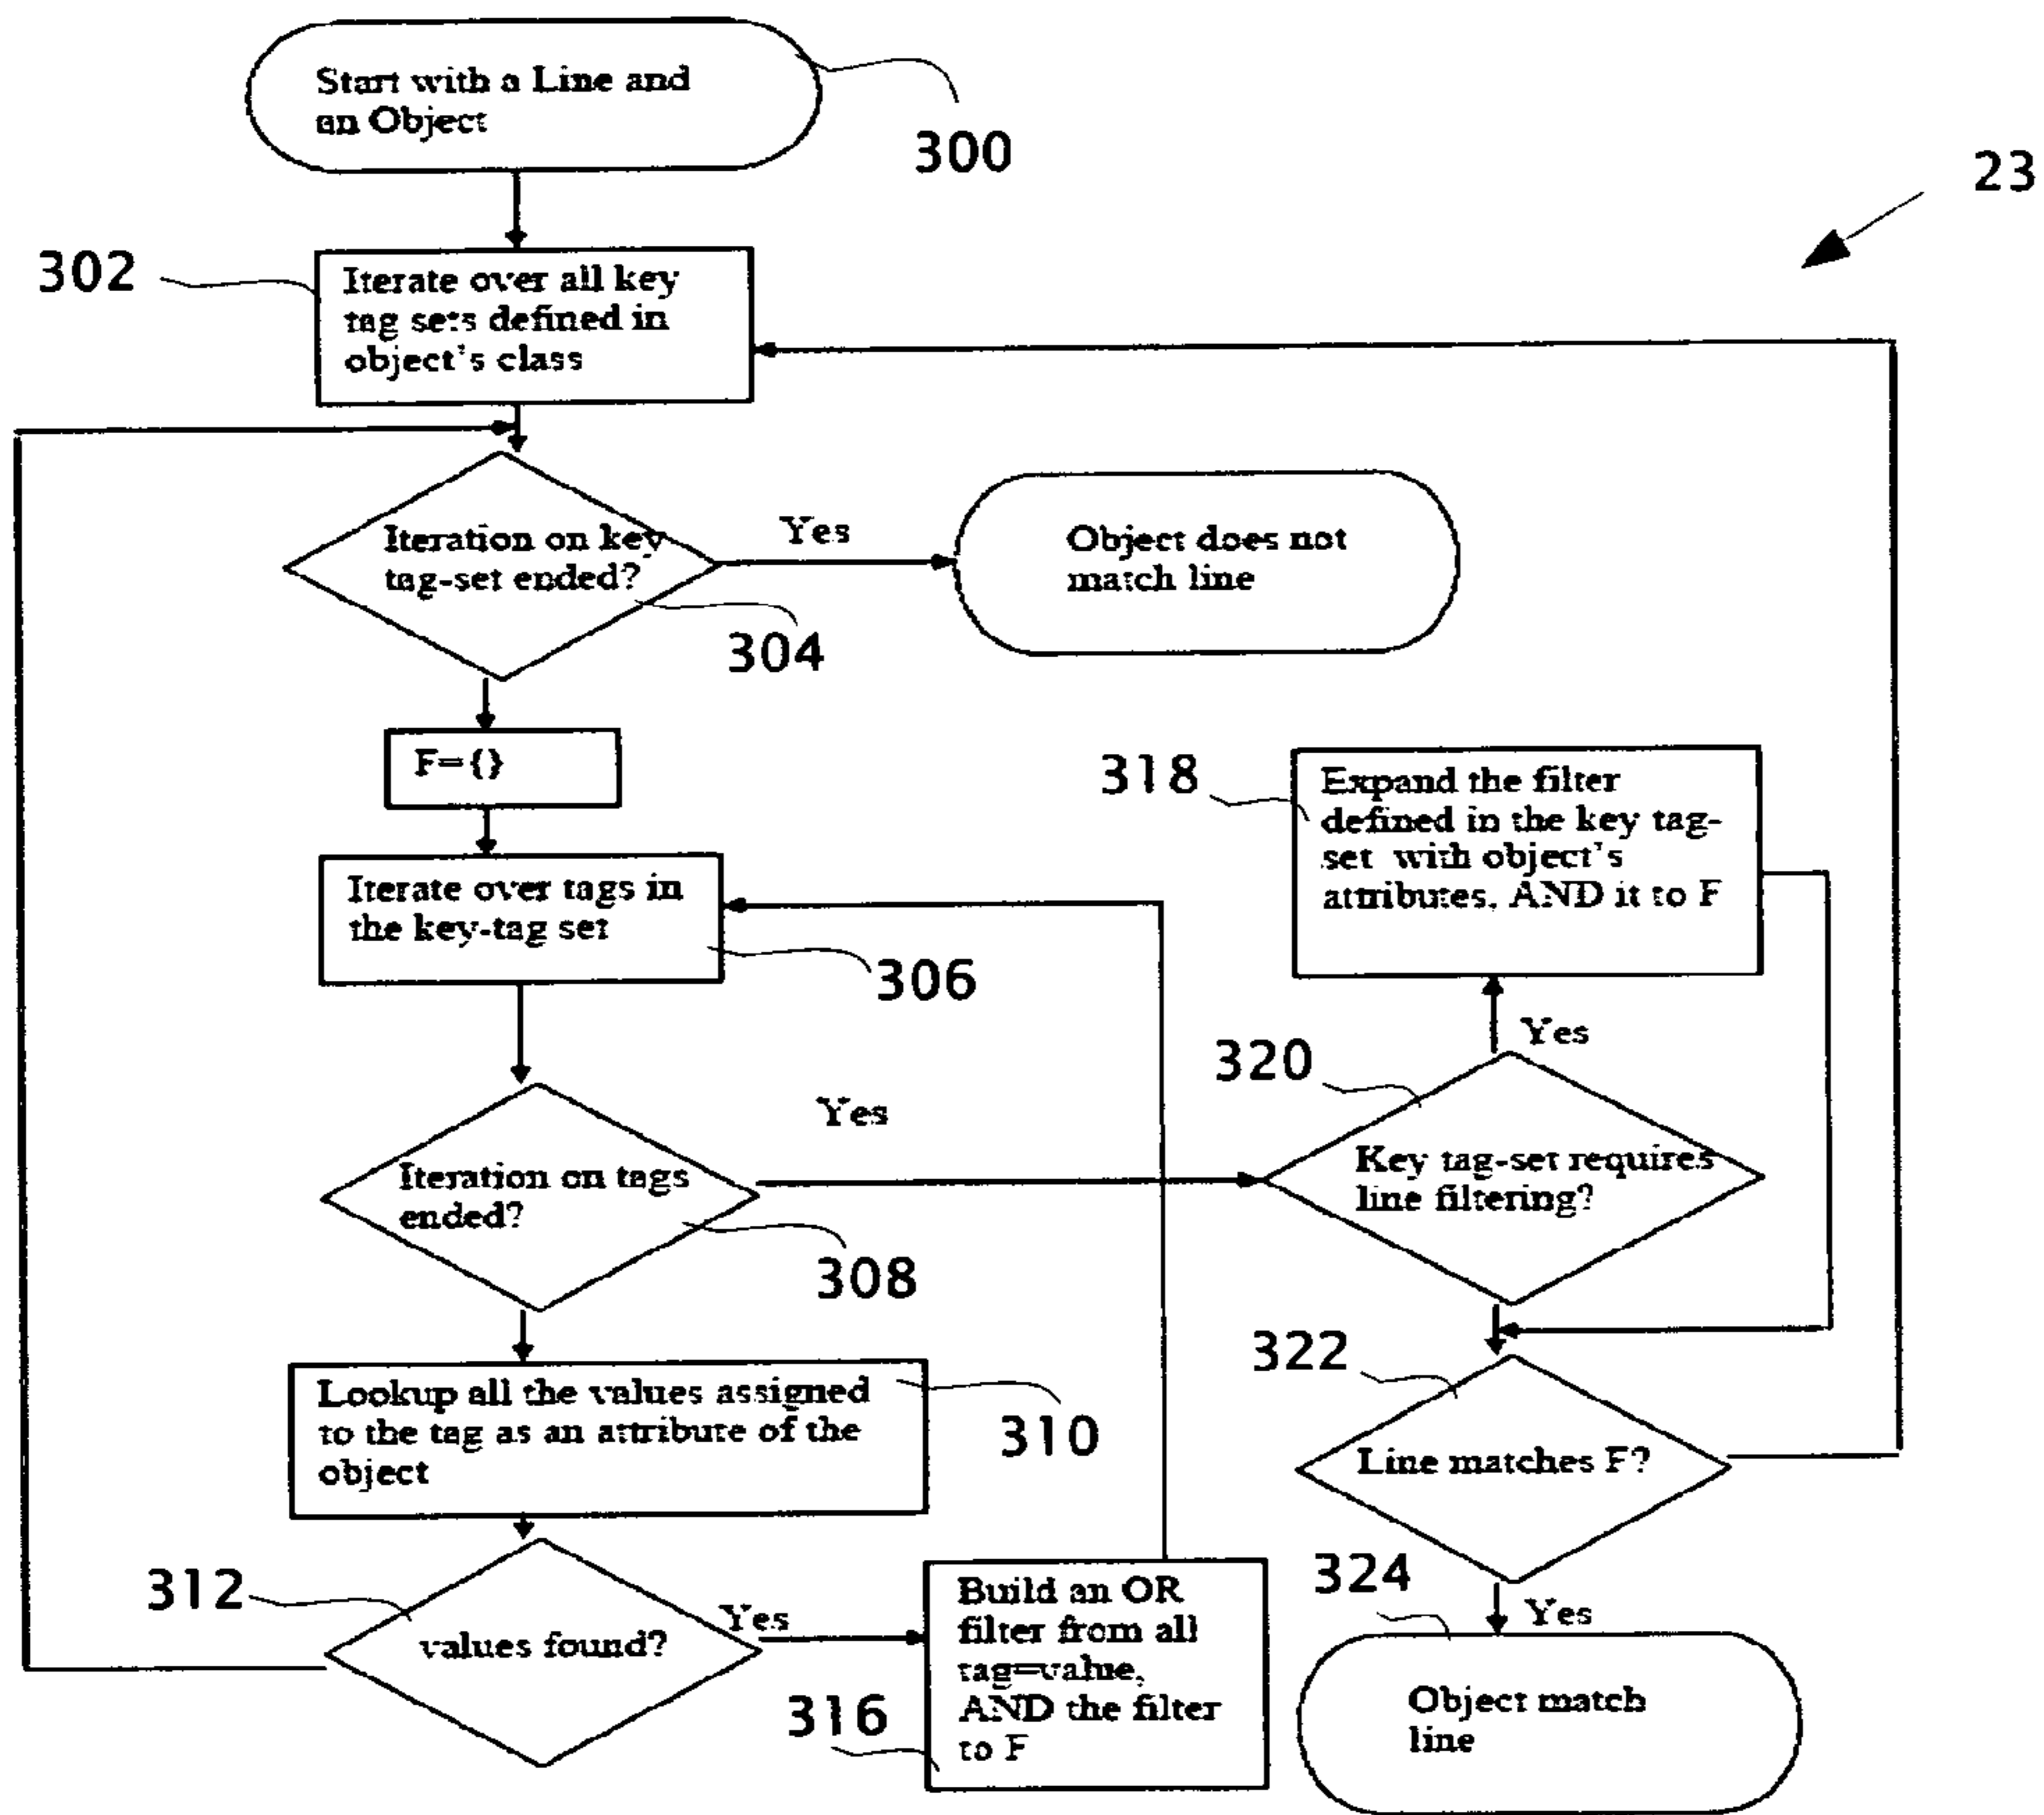 Start with a Line and
an Object
300
23
302
Iterate over all key
tag sets defined in
object's class
Iteration on key
tag-set ended?
Yes
304
Object does not
match line
F={}
Iterate over tags in
the key-tag set
306
318
Expand the filter
defined in the key tag-
set with object's
attributes, AND it to F
Iteration on tags
ended?
Yes
308
320
Yes
Key tag-set requires
line filtering?
Lookup all the values assigned
to the tag as an attribute of the
object
310
322
Line matches F?
312
values found?
Yes
316
Build an OR
filter from all
tag=value,
AND the filter
to F
324
Yes
Object match
line